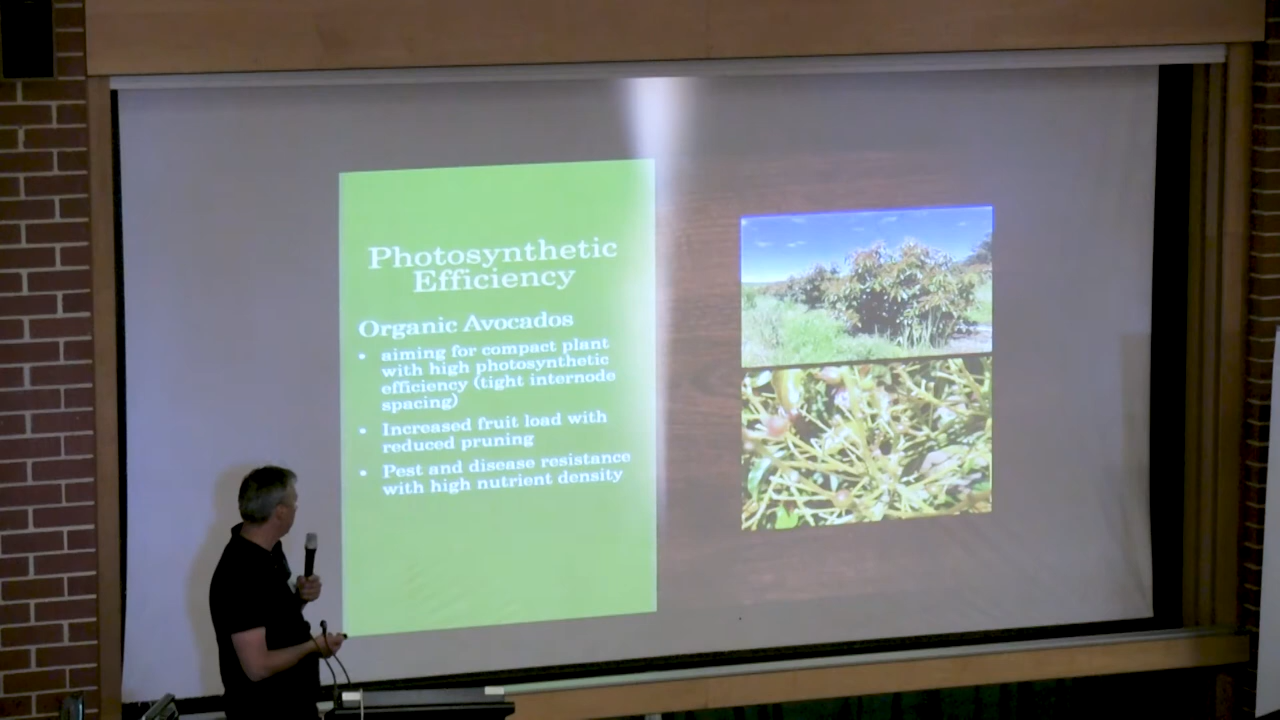 Photosynthetic
Efficiency
Organic Avocados
• aiming for compact plant
with high photosynthetic
efficiency (tight internode
spacing)
• Increased fruit load with
reduced pruning
• Pest and disease resistance
with high nutrient density